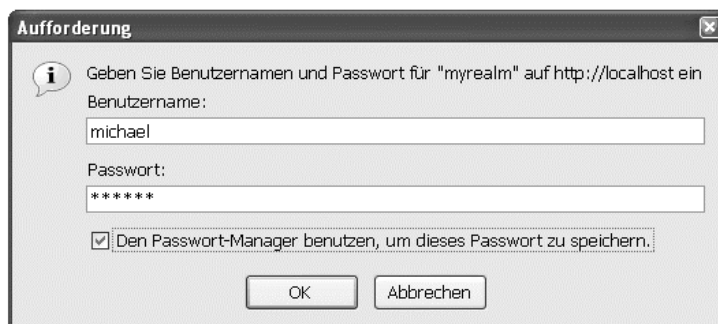 Aufforderung
Geben Sie Benutzernamen und Passwort für "myrealm" auf http://localhost ein
Benutzername:
michael
Passwort:
******
Den Passwort-Manager benutzen, um dieses Passwort zu speichern.
OK
Abbrechen